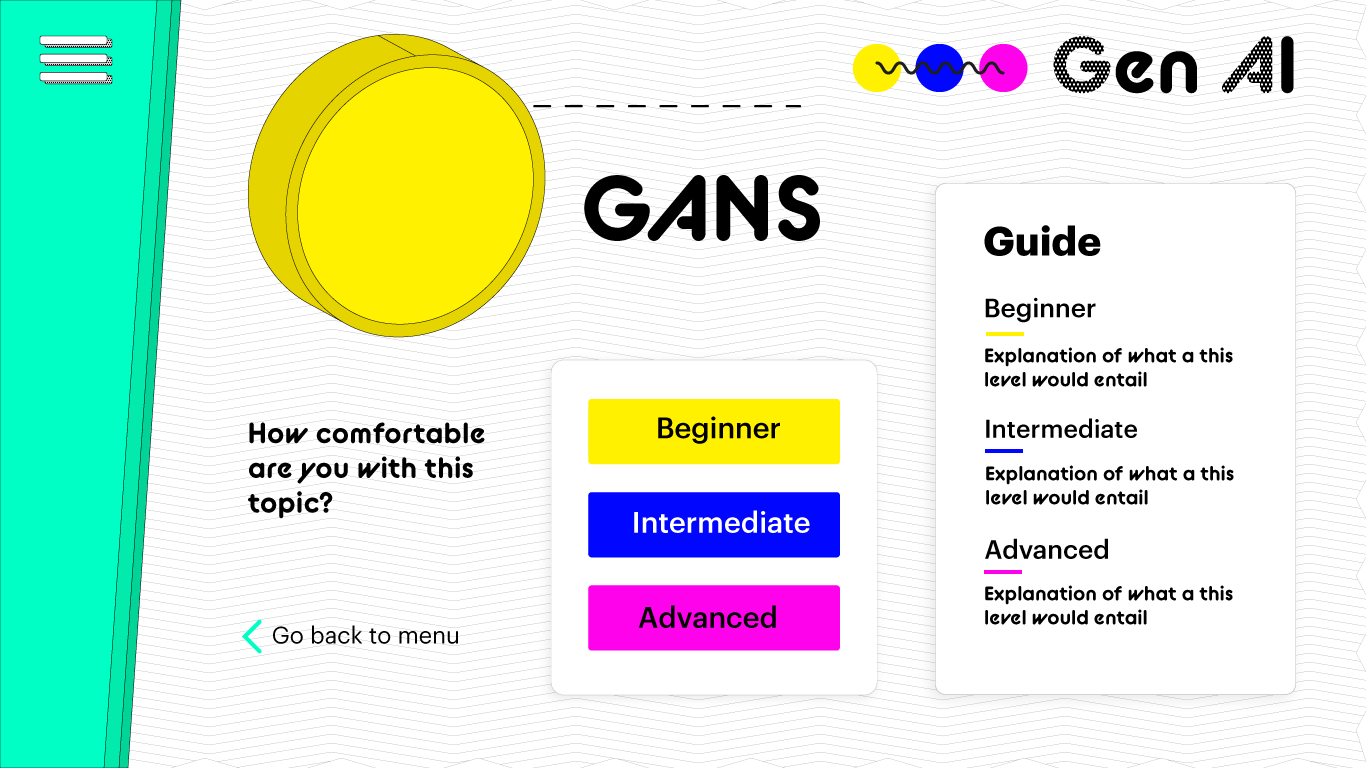 Gen AI
GANS
How comfortable
are you with this
topic?
Go back to menu
Beginner
Intermediate
Advanced
Guide
Beginner
Explanation of what a this
level would entail
Intermediate
Explanation of what a this
level would entail
Advanced
Explanation of what a this
level would entail